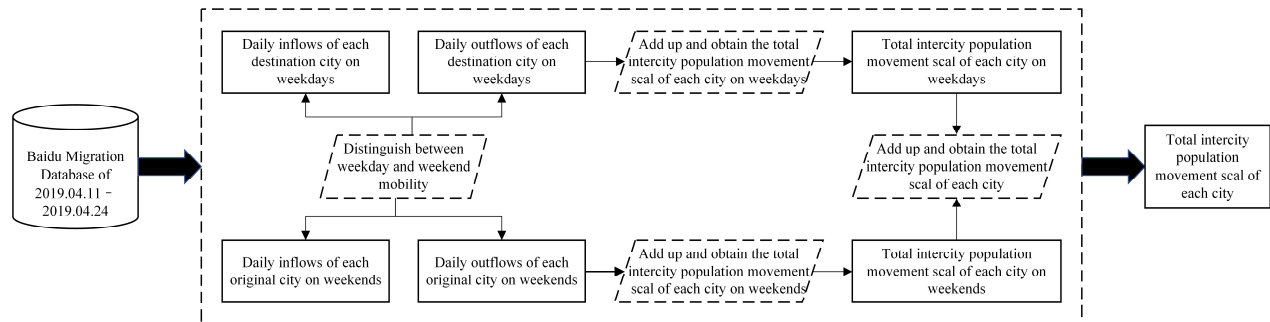 Baidu Migration
Database of
2019.04.11－
2019.04.24
Daily inflows of each
destination city on
weekdays
Daily outflows of each
destination city on
weekdays
Add up and obtain the total
intercity population movement
scal of each city on weekdays
Total intercity population
movement scal of each city on
weekdays
Distinguish between
weekday and weekend
mobility
Add up and obtain the total
intercity population movement
scal of each city
Daily inflows of each
original city on weekends
Daily outflows of each
original city on weekends
Add up and obtain the total
intercity population movement
scal of each city on weekends
Total intercity population
movement scal of each city on
weekends
Total intercity
population
movement scal of
each city